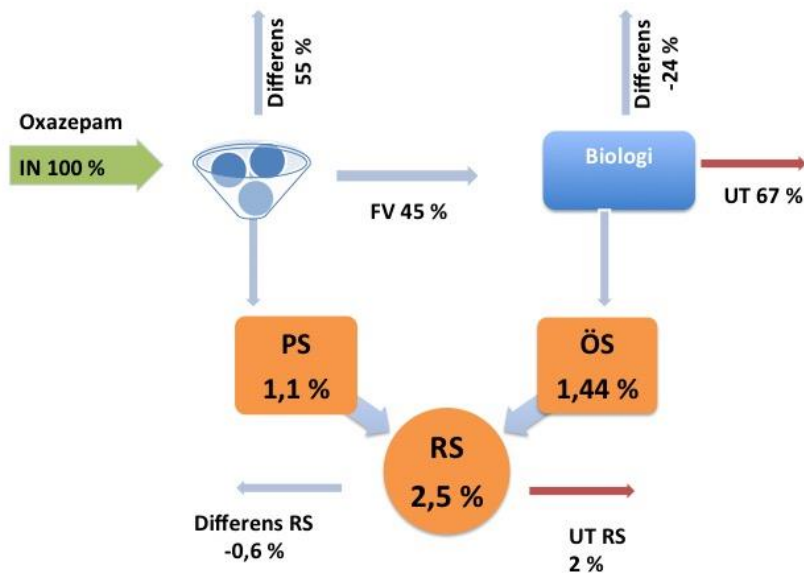 Differens
55 %
Differens
-24 %
Oxazepam
IN 100 %
Biologi
FV 45 %
UT 67 %
PS
1,1 %
ÖS
1,44 %
RS
2,5 %
Differens RS
-0,6 %
UT RS
2 %